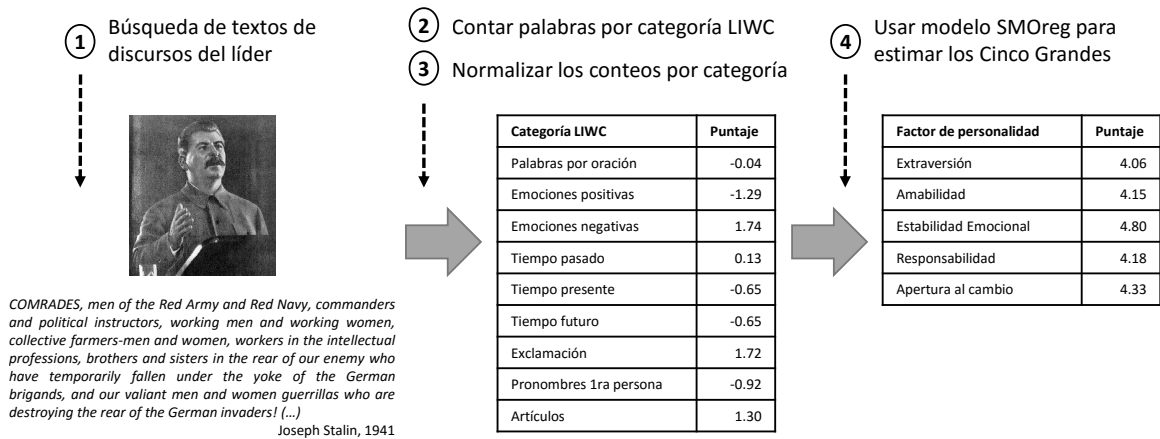 1
Búsqueda de textos de
discursos del líder
COMRADES, men of the Red Army and Red Navy, commanders
and political instructors, working men and working women,
collective farmers-men and women, workers in the intellectual
professions, brothers and sisters in the rear of our enemy who
have temporarily fallen under the yoke of the German
brigands, and our valiant men and women guerrillas who are
destroying the rear of the German invaders! (...)
Joseph Stalin, 1941
2 Contar palabras por categoría LIWC
3 Normalizar los conteos por categoría
Categoría LIWC Puntaje
Palabras por oración -0.04
Emociones positivas -1.29
Emociones negativas 1.74
Tiempo pasado 0.13
Tiempo presente -0.65
Tiempo futuro -0.65
Exclamación 1.72
Pronombres 1ra persona -0.92
Artículos 1.30
4
Usar modelo SMOreg para
estimar los Cinco Grandes
Factor de personalidad Puntaje
Extraversión 4.06
Amabilidad 4.15
Estabilidad Emocional 4.80
Responsabilidad 4.18
Apertura al cambio 4.33